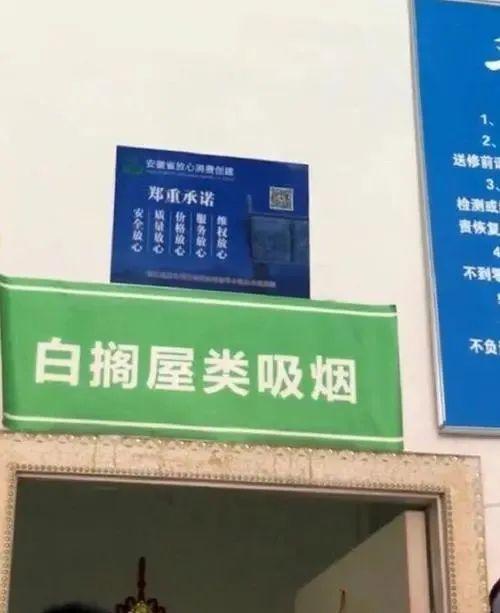 安徽省放心消费创建
郑重承诺
安全放心
质量放心
价格放心
服务放心
维权放心
白搁屋类吸烟
1、
2、
送修前
3、
检测或
责恢复
4
不到零
不负